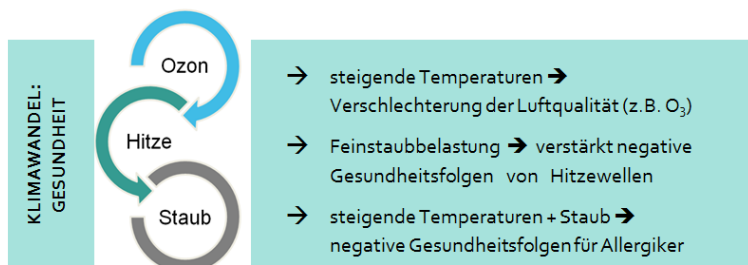 KLIMAWANDEL:
GESUNDHEIT
Ozon
Hitze
Staub
→ steigende Temperaturen ➔
Verschlechterung der Luftqualität (z.B. O₃)
→ Feinstaubbelastung ➔ verstärkt negative
Gesundheitsfolgen von Hitzewellen
→ steigende Temperaturen + Staub ➔
negative Gesundheitsfolgen für Allergiker